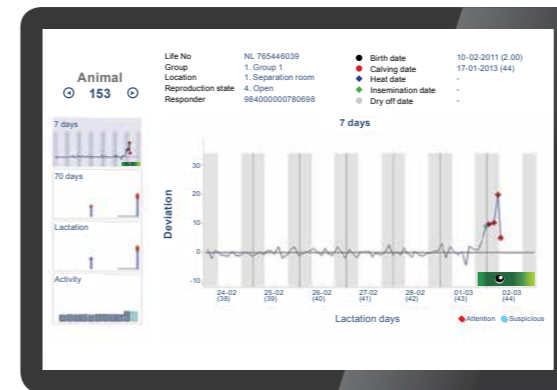 Animal
153
Life No NL 765446039
Group 1. Group 1
Location 1. Separation room
Reproduction state 4. Open
Responder 984000000780698
Birth date 10-02-2011 (2.00)
Calving date 17-01-2013 (44)
Heat date -
Insemination date -
Dry off date -
7 days
70 days
Lactation
Activity
7 days
Deviation
30
20
10
0
-10
24-02 25-02 26-02 27-02 28-02 01-03 02-03
(38) (39) (40) (41) (42) (43) (44)
Lactation days
Attention Suspicious